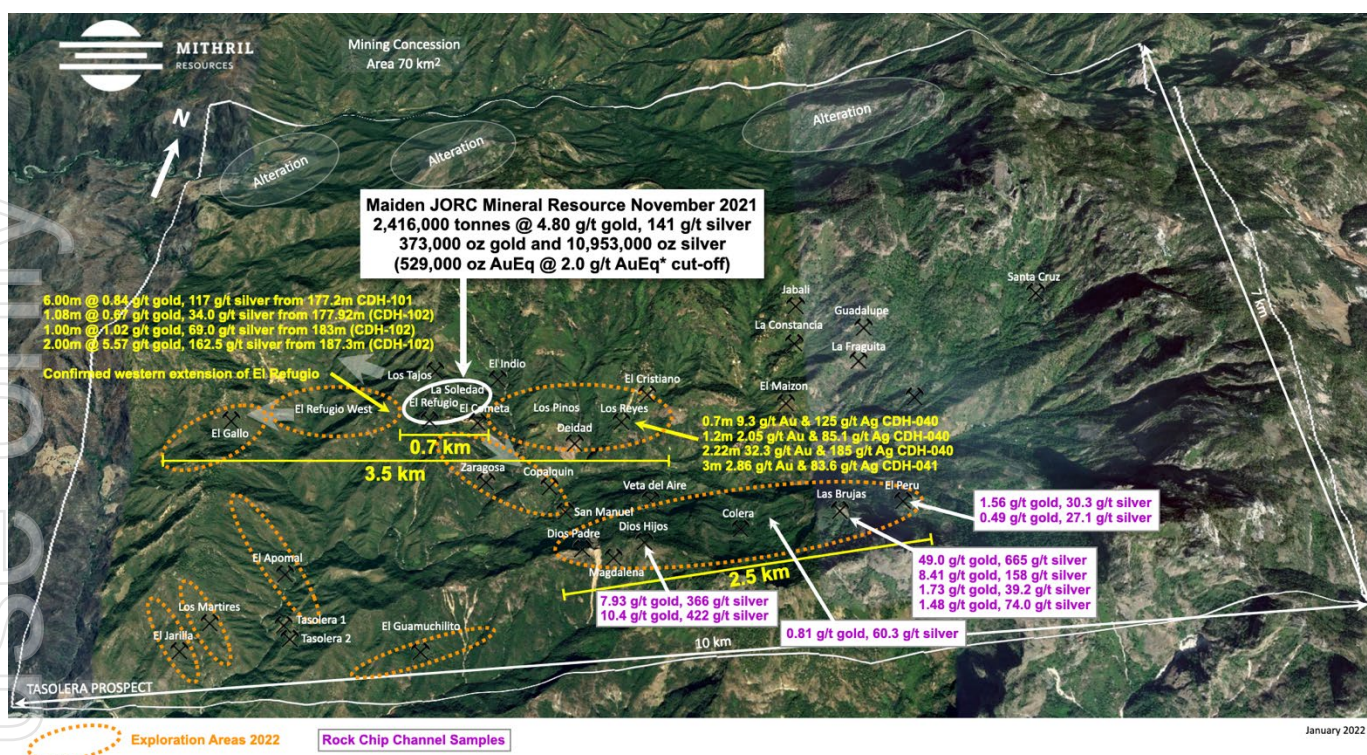 MITHRIL
RESOURCES
Mining Concession
Area 70 km²
N
Alteration
Alteration
Alteration
Maiden JORC Mineral Resource November 2021
2,416,000 tonnes @ 4.80 g/t gold, 141 g/t silver
373,000 oz gold and 10,953,000 oz silver
(529,000 oz AuEq @ 2.0 g/t AuEq* cut-off)
7 km
Santa Cruz
Jabali
Guadalupe
La Constancia
La Fraguita
6.00m @ 0.84 g/t gold, 117 g/t silver from 177.2m CDH-101
1.08m @ 0.67 g/t gold, 34.0 g/t silver from 177.92m (CDH-102)
1.00m @ 1.02 g/t gold, 69.0 g/t silver from 183m (CDH-102)
2.00m @ 5.57 g/t gold, 162.5 g/t silver from 187.3m (CDH-102)
Confirmed western extension of El Refugio
Los Tajos
El Indio
La Soledad
El Refugio
El Cometa
El Cristiano
El Maizon
El Refugio West
Los Pinos
Los Reyes
El Gallo
Deidad
0.7m 9.3 g/t Au & 125 g/t Ag CDH-040
1.2m 2.05 g/t Au & 85.1 g/t Ag CDH-040
2.22m 32.3 g/t Au & 185 g/t Ag CDH-040
3m 2.86 g/t Au & 83.6 g/t Ag CDH-041
0.7 km
3.5 km
Zaragosa
Copalquin
Veta del Aire
Las Brujas
El Peru
1.56 g/t gold, 30.3 g/t silver
0.49 g/t gold, 27.1 g/t silver
San Manuel
Colera
Dios Padre
Dios Hijos
Magdalena
2.5 km
49.0 g/t gold, 665 g/t silver
8.41 g/t gold, 158 g/t silver
1.73 g/t gold, 39.2 g/t silver
1.48 g/t gold, 74.0 g/t silver
7.93 g/t gold, 366 g/t silver
10.4 g/t gold, 422 g/t silver
0.81 g/t gold, 60.3 g/t silver
El Apomal
Los Martires
Tasolera 1
Tasolera 2
El Jarilla
El Guamuchilito
10 km
TASOLERA PROSPECT
Exploration Areas 2022
Rock Chip Channel Samples
January 2022